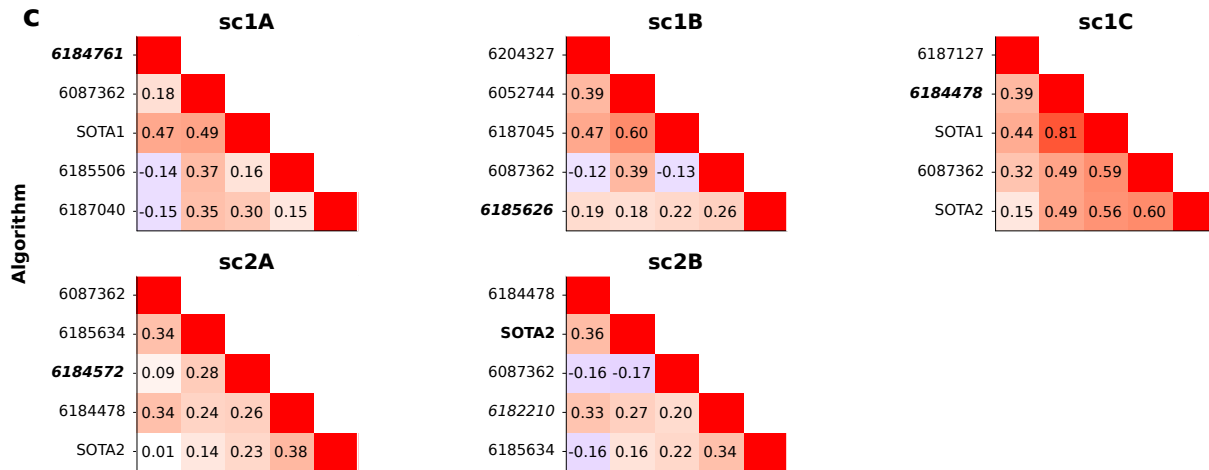 c
sc1A
sc1B
sc1C
6184761
6087362 0.18
SOTA1 0.47 0.49
6185506 -0.14 0.37 0.16
6187040 -0.15 0.35 0.30 0.15
6204327
6052744 0.39
6187045 0.47 0.60
6087362 -0.12 0.39 -0.13
6185626 0.19 0.18 0.22 0.26
6187127
6184478 0.39
SOTA1 0.44 0.81
6087362 0.32 0.49 0.59
SOTA2 0.15 0.49 0.56 0.60
Algorithm
sc2A
sc2B
6087362
6185634 0.34
6184572 0.09 0.28
6184478 0.34 0.24 0.26
SOTA2 0.01 0.14 0.23 0.38
6184478
SOTA2 0.36
6087362 -0.16 -0.17
6182210 0.33 0.27 0.20
6185634 -0.16 0.16 0.22 0.34